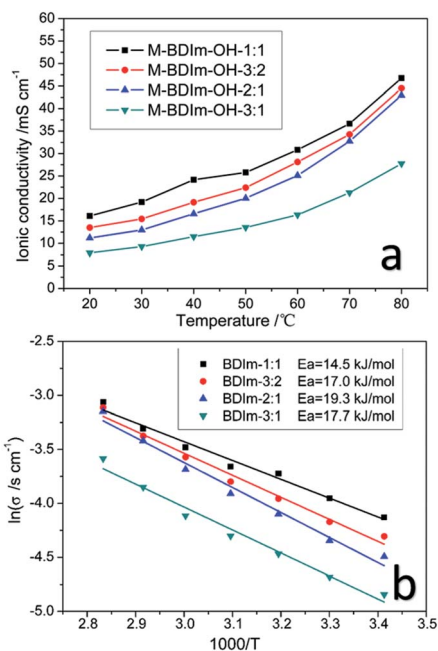 60
55
50
45
40
35
30
25
20
15
10
5
0
Ionic conductivity /mS cm⁻¹
M-BDIm-OH-1:1
M-BDIm-OH-3:2
M-BDIm-OH-2:1
M-BDIm-OH-3:1
a
20 30 40 50 60 70 80
Temperature /℃
-2.5
-3.0
-3.5
-4.0
-4.5
-5.0
ln(σ /s cm⁻¹)
BDIm-1:1 Ea=14.5 kJ/mol
BDIm-3:2 Ea=17.0 kJ/mol
BDIm-2:1 Ea=19.3 kJ/mol
BDIm-3:1 Ea=17.7 kJ/mol
b
2.8 2.9 3.0 3.1 3.2 3.3 3.4 3.5
1000/T